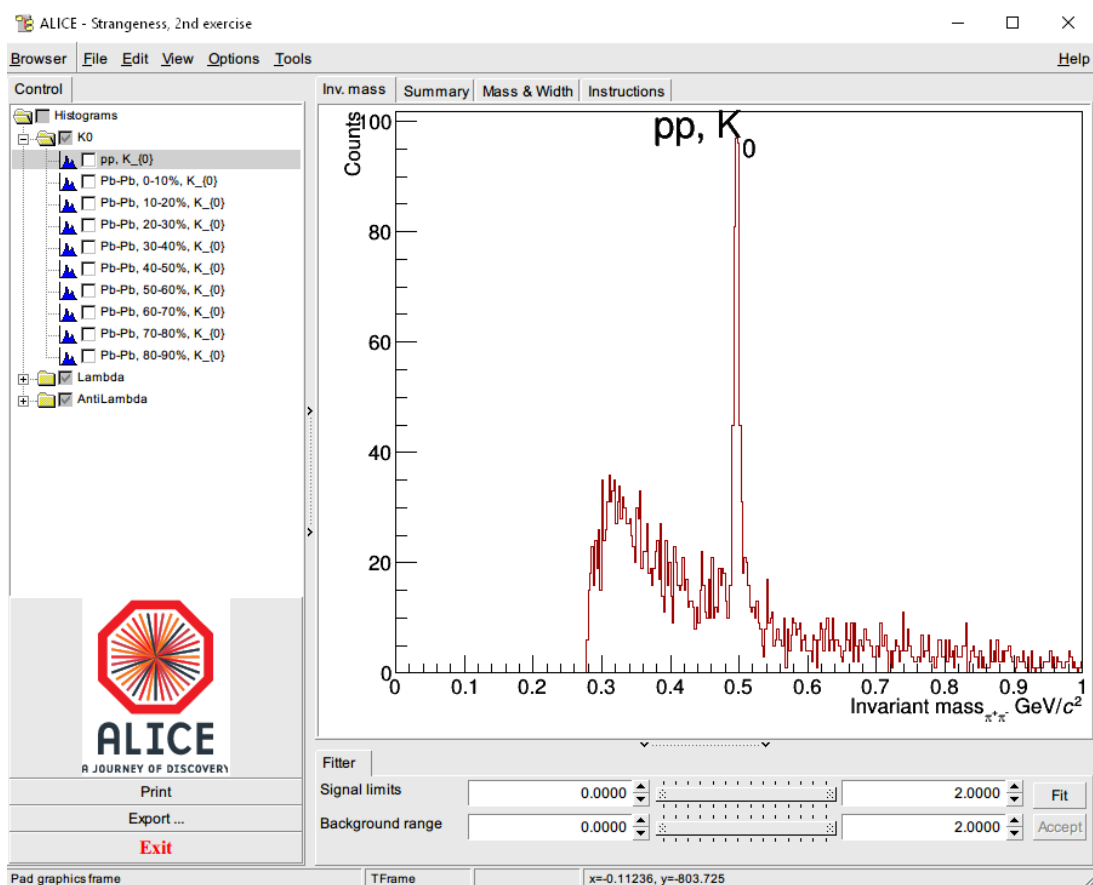 ALICE - Strangeness, 2nd exercise
Browser File Edit View Options Tools Help
Control
Histograms
K0
pp, K_{0}
Pb-Pb, 0-10%, K_{0}
Pb-Pb, 10-20%, K_{0}
Pb-Pb, 20-30%, K_{0}
Pb-Pb, 30-40%, K_{0}
Pb-Pb, 40-50%, K_{0}
Pb-Pb, 50-60%, K_{0}
Pb-Pb, 60-70%, K_{0}
Pb-Pb, 70-80%, K_{0}
Pb-Pb, 80-90%, K_{0}
Lambda
AntiLambda
ALICE
A JOURNEY OF DISCOVERY
Print
Export ...
Exit
Inv. mass Summary Mass & Width Instructions
pp, K₀
Counts
100
80
60
40
20
0
0 0.1 0.2 0.3 0.4 0.5 0.6 0.7 0.8 0.9 1
Invariant mass π⁺π⁻ GeV/c²
Fitter
Signal limits 0.0000 2.0000 Fit
Background range 0.0000 2.0000 Accept
Pad graphics frame TFrame x=-0.11236, y=-803.725